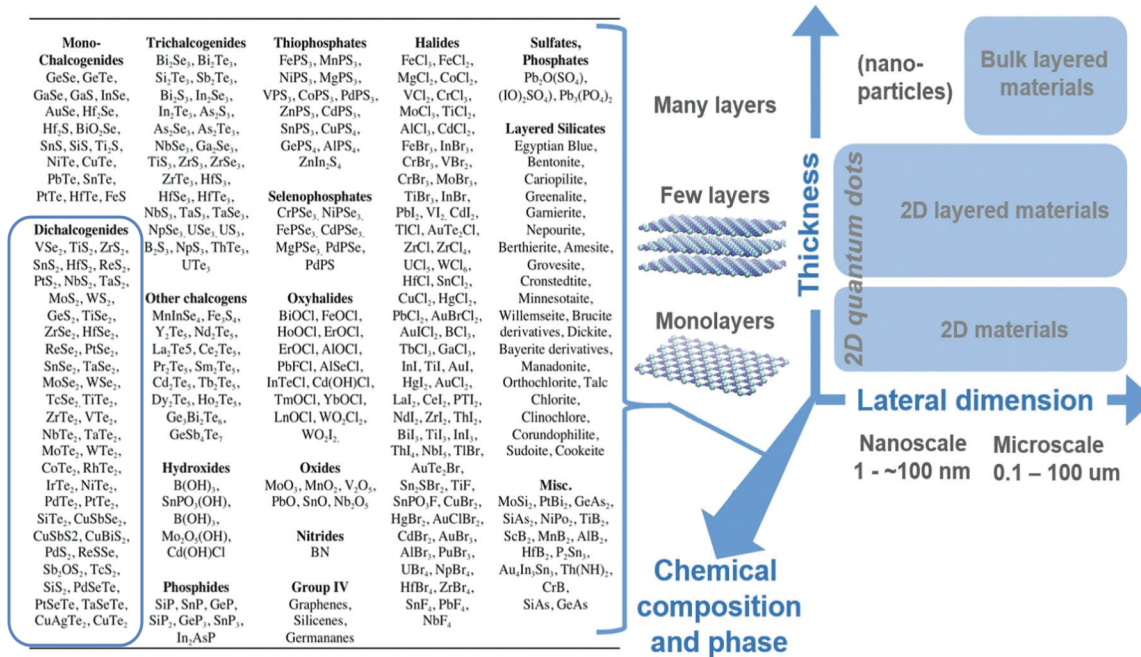 Mono-
Chalcogenides
GeSe, GeTe,
GaSe, GaS, InSe,
AuSe, Hf₂Se,
Hf₂S, BiO₂Se,
SnS, SiS, Ti₂S,
NiTe, CuTe,
PbTe, SnTe,
PtTe, HfTe, FeS
Dichalcogenides
VSe₂, TiS₂, ZrS₂,
SnS₂, HfS₂, ReS₂,
PtS₂, NbS₂, TaS₂,
MoS₂, WS₂,
GeS₂, TiSe₂,
ZrSe₂, HfSe₂,
ReSe₂, PtSe₂,
SnSe₂, TaSe₂,
MoSe₂, WSe₂,
TcSe₂, TiTe₂,
ZrTe₂, VTe₂,
NbTe₂, TaTe₂,
MoTe₂, WTe₂,
CoTe₂, RhTe₂,
IrTe₂, NiTe₂,
PdTe₂, PtTe₂,
SiTe₂, CuSbSe₂,
CuSbS2, CuBiS₂,
PdS₂, ReSSe,
Sb₂OS₂, TcS₂,
SiS₂, PdSeTe,
PtSeTe, TaSeTe,
CuAgTe₂, CuTe₂
Trichalcogenides
Bi₂Se₃, Bi₂Te₃,
Si₂Te₃, Sb₂Te₃,
Bi₂S₃, In₂Se₃,
In₂Te₃, As₂S₃,
As₂Se₃, As₂Te₃,
NbSe₃, Ga₂Se₃,
TiS₃, ZrS₃, ZrSe₃,
ZrTe₃, HfS₃,
HfSe₃, HfTe₃,
NbS₃, TaS₃, TaSe₃,
NpSe₃, USe₃, US₃,
B₂S₃, NpS₃, ThTe₃,
UTe₃
Other chalcogens
MnInSe₄, Fe₃S₄,
Y₂Te₅, Nd₂Te₅,
La₂Te5, Ce₂Te₅,
Pr₂Te₅, Sm₂Te₅,
Cd₂Te₅, Tb₂Te₅,
Dy₂Te₅, Ho₂Te₅,
Ge₃Bi₂Te₆,
GeSb₄Te₇
Hydroxides
B(OH)₃,
SnPO₃(OH),
B(OH)₃,
Mo₂O₅(OH),
Cd(OH)Cl
Phosphides
SiP, SnP, GeP,
SiP₂, GeP₃, SnP₃,
In₂AsP
Thiophosphates
FePS₃, MnPS₃,
NiPS₃, MgPS₃,
VPS₃, CoPS₃, PdPS₃,
ZnPS₃, CdPS₃,
SnPS₃, CuPS₄,
GePS₄, AlPS₄,
ZnIn₂S₄
Selenophosphates
CrPSe₃, NiPSe₃,
FePSe₃, CdPSe₃,
MgPSe₃, PdPSe,
PdPS
Oxyhalides
BiOCl, FeOCl,
HoOCl, ErOCl,
ErOCl, AlOCl,
PbFCl, AlSeCl,
InTeCl, Cd(OH)Cl,
TmOCl, YbOCl,
LnOCl, WO₂Cl₂,
WO₂I₂,
Oxides
MoO₃, MnO₂, V₂O₅,
PbO, SnO, Nb₂O₅
Nitrides
BN
Group IV
Graphenes,
Silicenes,
Germananes
Halides
FeCl₃, FeCl₂,
MgCl₂, CoCl₂,
VCl₂, CrCl₃,
MoCl₃, TiCl₂,
AlCl₃, CdCl₂,
FeBr₃, InBr₃,
CrBr₃, VBr₂,
CrBr₃, MoBr₃,
TiBr₃, InBr,
PbI₂, VI₂, CdI₂,
TlCl, AuTe₂Cl,
ZrCl, ZrCl₄,
UCl₅, WCl₆,
HfCl, SnCl₂,
CuCl₂, HgCl₂,
PbCl₂, AuBrCl₂,
AuICl₂, BCl₃,
TbCl₃, GaCl₃,
InI, TiI, AuI,
HgI₂, AuCl₂,
LaI₂, CeI₂, PTI₂,
NdI₂, ZrI₂, ThI₂,
BiI₃, TiI₃, InI₃,
ThI₄, NbI₅, TlBr,
AuTe₂Br,
Sn₂SBr₂, TiF,
SnPO₃F, CuBr₂,
HgBr₂, AuClBr₂,
CdBr₂, AuBr₃,
AlBr₃, PuBr₃,
UBr₄, NpBr₄,
HfBr₄, ZrBr₄,
SnF₄, PbF₄,
NbF₄
Sulfates,
Phosphates
Pb₂O(SO₄),
(IO)₂SO₄), Pb₃(PO₄)₂
Layered Silicates
Egyptian Blue,
Bentonite,
Cariopilite,
Greenalite,
Garnierite,
Nepourite,
Berthierite, Amesite,
Grovesite,
Cronstedtite,
Minnesotaite,
Willemseite, Brucite
derivatives, Dickite,
Bayerite derivatives,
Manadonite,
Orthochlorite, Talc
Chlorite,
Clinochlore,
Corundophilite,
Sudoite, Cookeite
Misc.
MoSi₂, PtBi₂, GeAs₂,
SiAs₂, NiPo₂, TiB₂,
ScB₂, MnB₂, AlB₂,
HfB₂, P₂Sn₃,
Au₄In₃Sn₃, Th(NH)₂,
CrB,
SiAs, GeAs
Many layers
Few layers
Monolayers
Thickness
(nano-
particles)
Bulk layered
materials
2D quantum dots
2D layered materials
2D materials
Lateral dimension
Nanoscale
1 - ~100 nm
Microscale
0.1 – 100 um
Chemical
composition
and phase